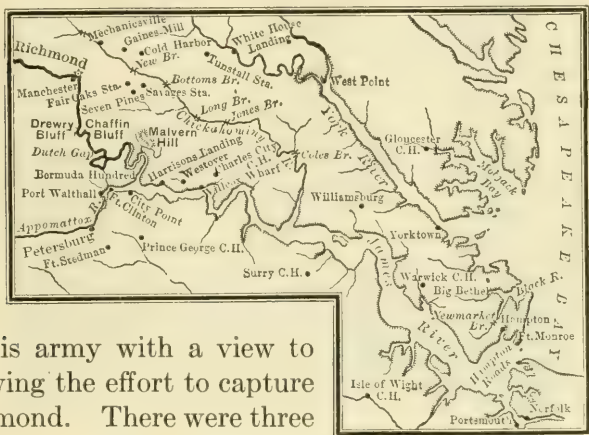 Mechanicsville
Gaines Mill
Cold Harbor
New Br.
White House
Landing
Richmond
Tunstall Sta.
West Point
Bottoms Br.
Manchester
Fair Oaks Sta.
Savages Sta.
Seven Pines
Long Br.
Jones Br.
Drewry
Bluff
Chaffin
Bluff
Malvern
Hill
Chickahominy R.
York River
Gloucester
C.H.
Mobjack
Bay
CHESAPEAKE BAY
Dutch Gap
Harrisons Landing
Westover
Charles City
C.H.
Coles Br.
Bermuda Hundred
Wilcox Wharf
Port Walthall
Ft. Clinton
City Point
Williamsburg
Appomattox R.
Yorktown
Petersburg
Ft. Stedman
Prince George C.H.
James
River
Surry C.H.
Warwick C.H.
Big Bethel
Black R.
Newmarket
Br.
Hampton
Ft. Monroe
Hampton
Roads
Isle of Wight
C.H.
Norfolk
Portsmouth
is army with a view to
wing the effort to capture
mond. There were three